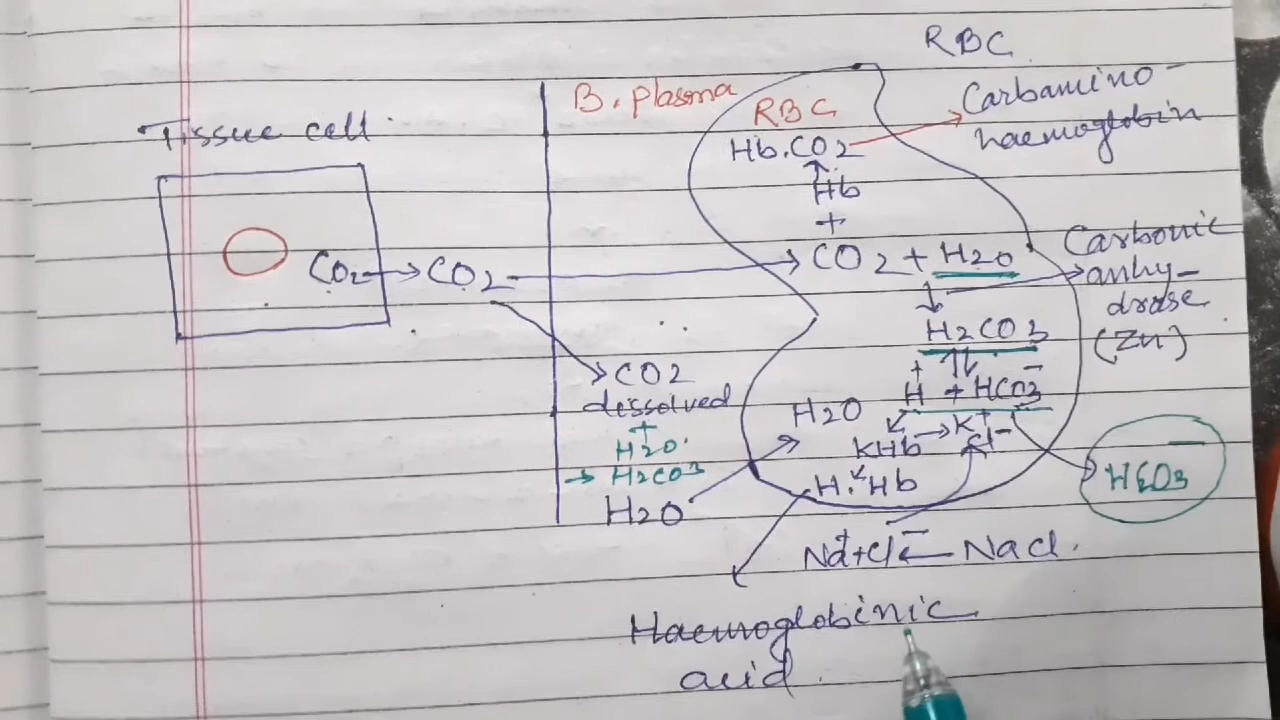 RBC
B. plasma
RBC
Carbamino-
haemoglobin
Tissue cell
Hb.CO2
Hb
+
CO2 → CO2 → CO2 + H2O
Carbonic
anhy-
drase
(Zn)
H2CO3
CO2
dessolved
+
H2O
→ H2CO3
H2O
H+ + HCO3-
H2O
KHb → K+
Cl-
H.Hb
HCO3-
Na+ + Cl- ← NaCl.
Haemoglobinic
acid.